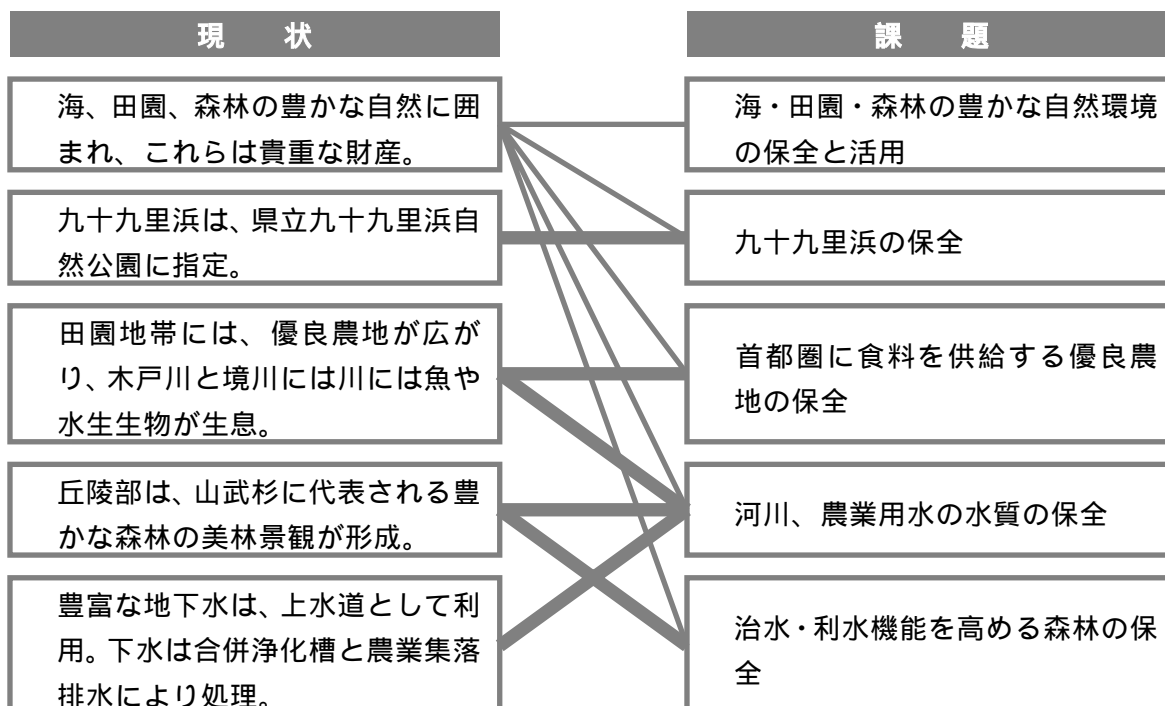 現状
海、田園、森林の豊かな自然に囲
まれ、これらは貴重な財産。
九十九里浜は、県立九十九里浜自
然公園に指定。
田園地帯には、優良農地が広が
り、木戸川と境川には川には魚や
水生生物が生息。
丘陵部は、山武杉に代表される豊
かな森林の美林景観が形成。
豊富な地下水は、上水道として利
用。下水は合併浄化槽と農業集落
排水により処理。
課題
海・田園・森林の豊かな自然環境
の保全と活用
九十九里浜の保全
首都圏に食料を供給する優良農
地の保全
河川、農業用水の水質の保全
治水・利水機能を高める森林の保
全